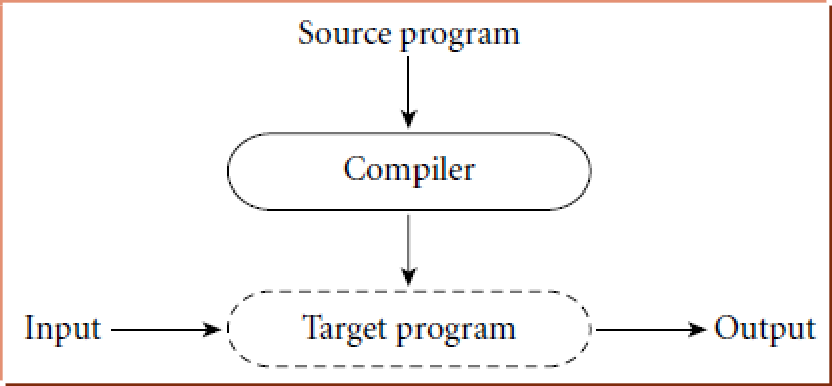 Source program
Compiler
Input
Target program
Output